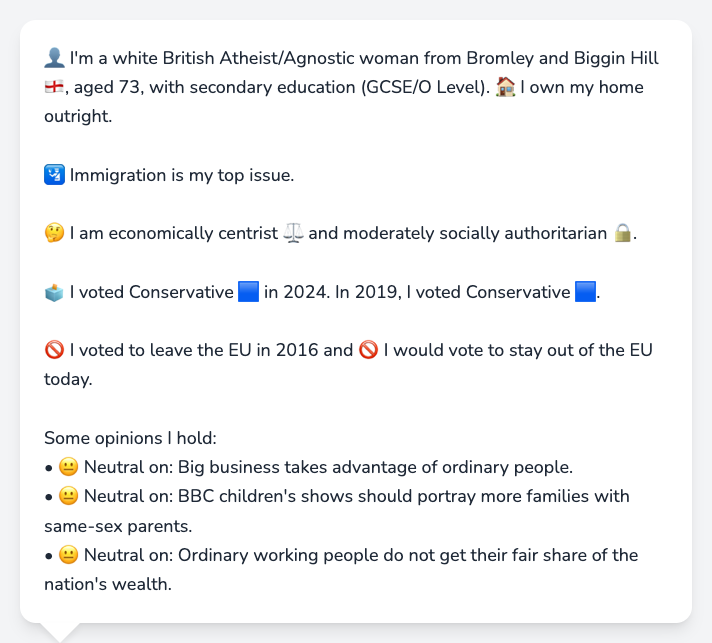 👤 I'm a white British Atheist/Agnostic woman from Bromley and Biggin Hill
🏴󠁧󠁢󠁥󠁮󠁧󠁿, aged 73, with secondary education (GCSE/O Level). 🏠 I own my home
outright.
🛂 Immigration is my top issue.
🤔 I am economically centrist ⚖️ and moderately socially authoritarian 🔒.
🗳️ I voted Conservative 🟦 in 2024. In 2019, I voted Conservative 🟦.
🚫 I voted to leave the EU in 2016 and 🚫 I would vote to stay out of the EU
today.
Some opinions I hold:
• 😐 Neutral on: Big business takes advantage of ordinary people.
• 😐 Neutral on: BBC children's shows should portray more families with
same-sex parents.
• 😐 Neutral on: Ordinary working people do not get their fair share of the
nation's wealth.